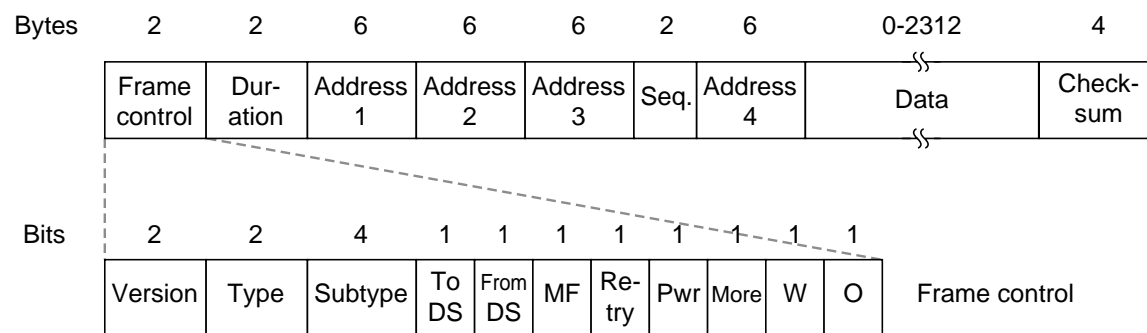 Bytes 2 2 6 6 6 2 6 0-2312 4
Frame control Dur-ation Address 1 Address 2 Address 3 Seq. Address 4 Data Check-sum
Bits 2 2 4 1 1 1 1 1 1 1 1
Version Type Subtype To DS From DS MF Re-try Pwr More W O Frame control